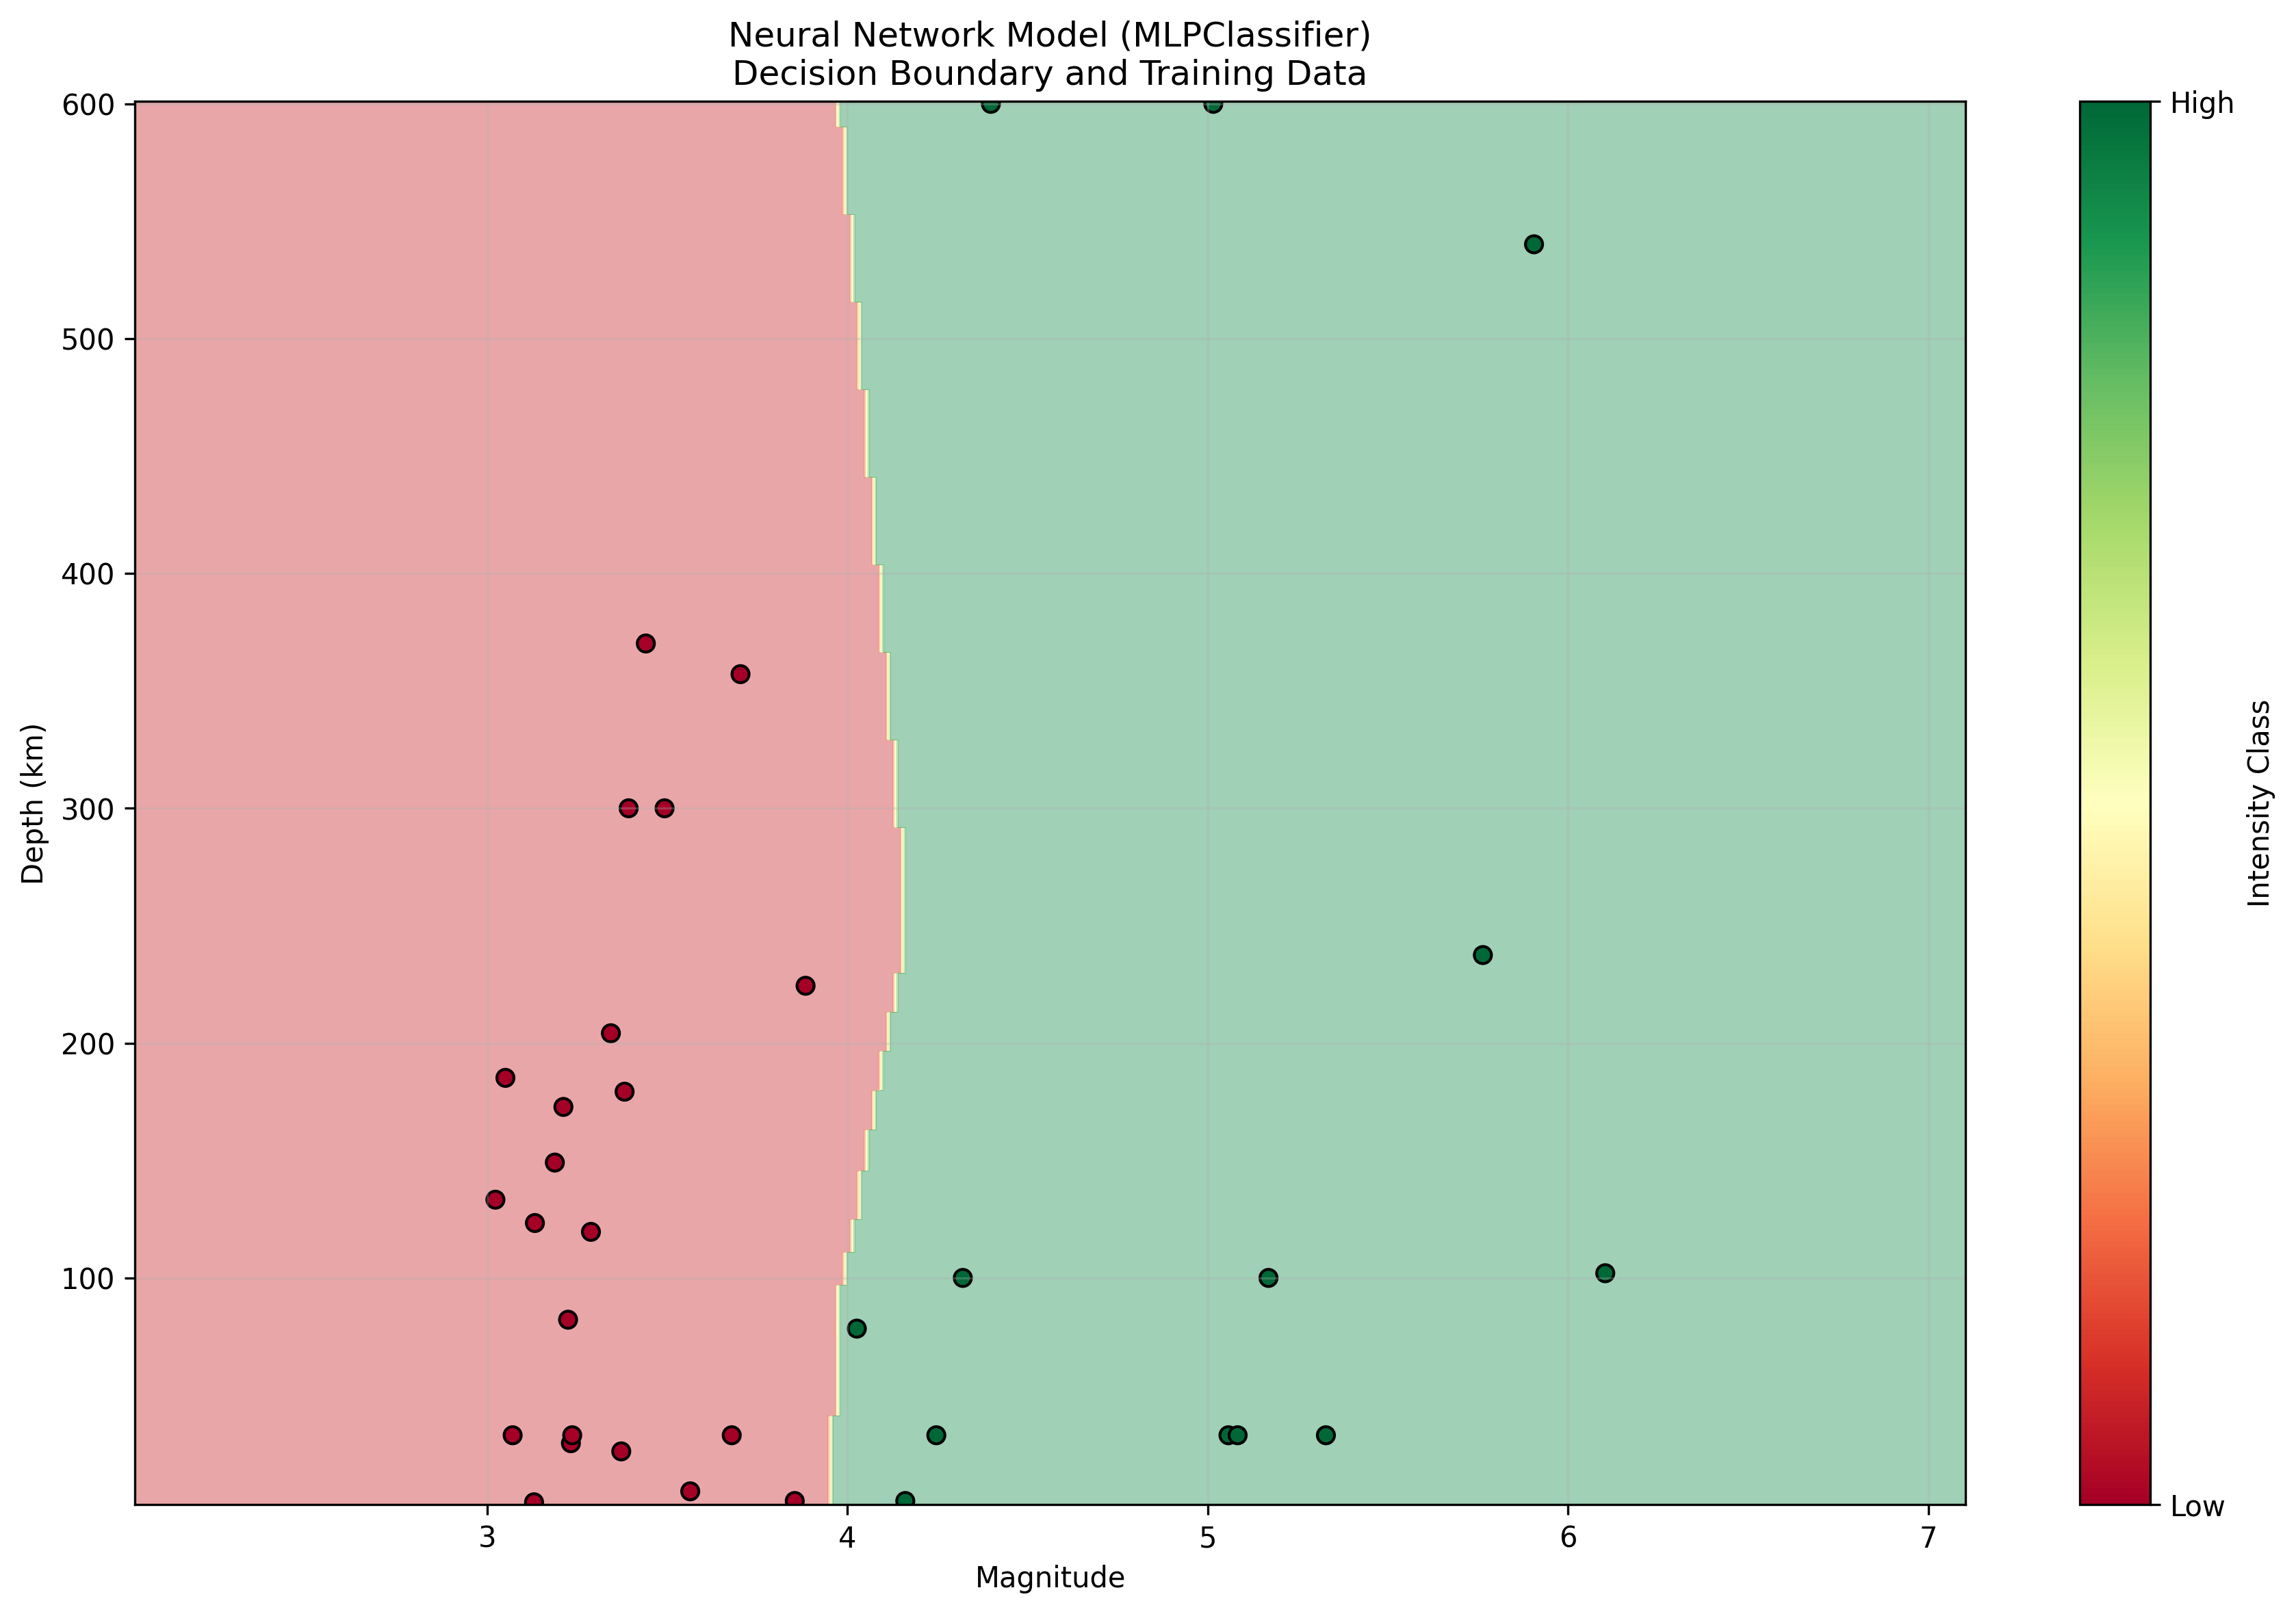 Neural Network Model (MLPClassifier)
Decision Boundary and Training Data
600
500
400
300
200
100
Depth (km)
3
4
5
6
7
Magnitude
High
Low
Intensity Class